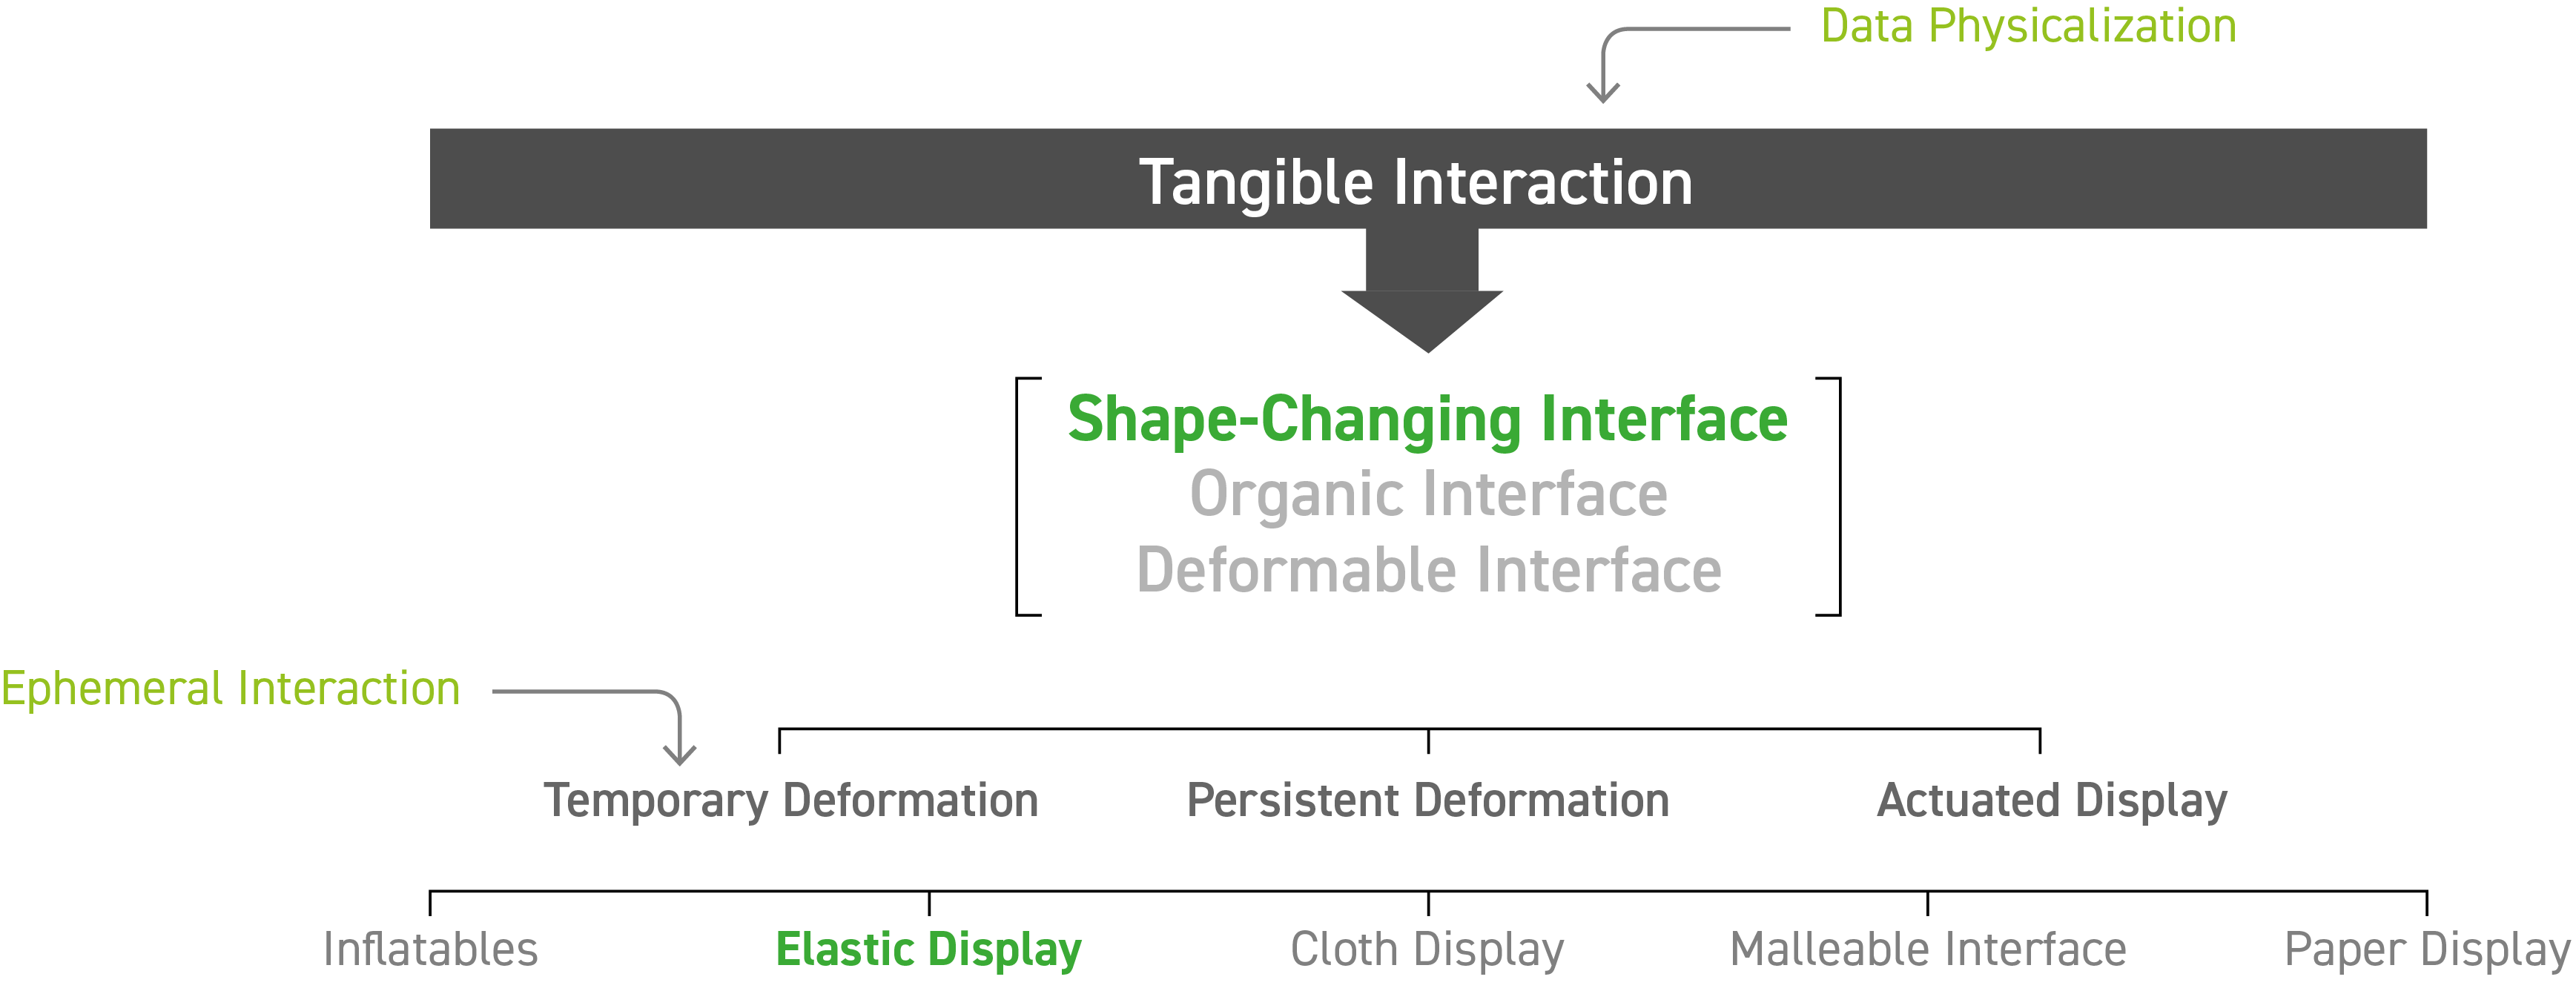 Data Physicalization
Tangible Interaction
Shape-Changing Interface
Organic Interface
Deformable Interface
Ephemeral Interaction
Temporary Deformation
Persistent Deformation
Actuated Display
Inflatables
Elastic Display
Cloth Display
Malleable Interface
Paper Display